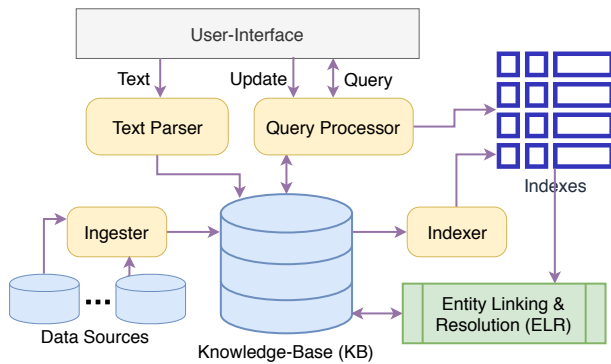 User-Interface
Text
Update
Query
Text Parser
Query Processor
Indexes
Ingester
Indexer
Data Sources
Entity Linking &
Resolution (ELR)
Knowledge-Base (KB)